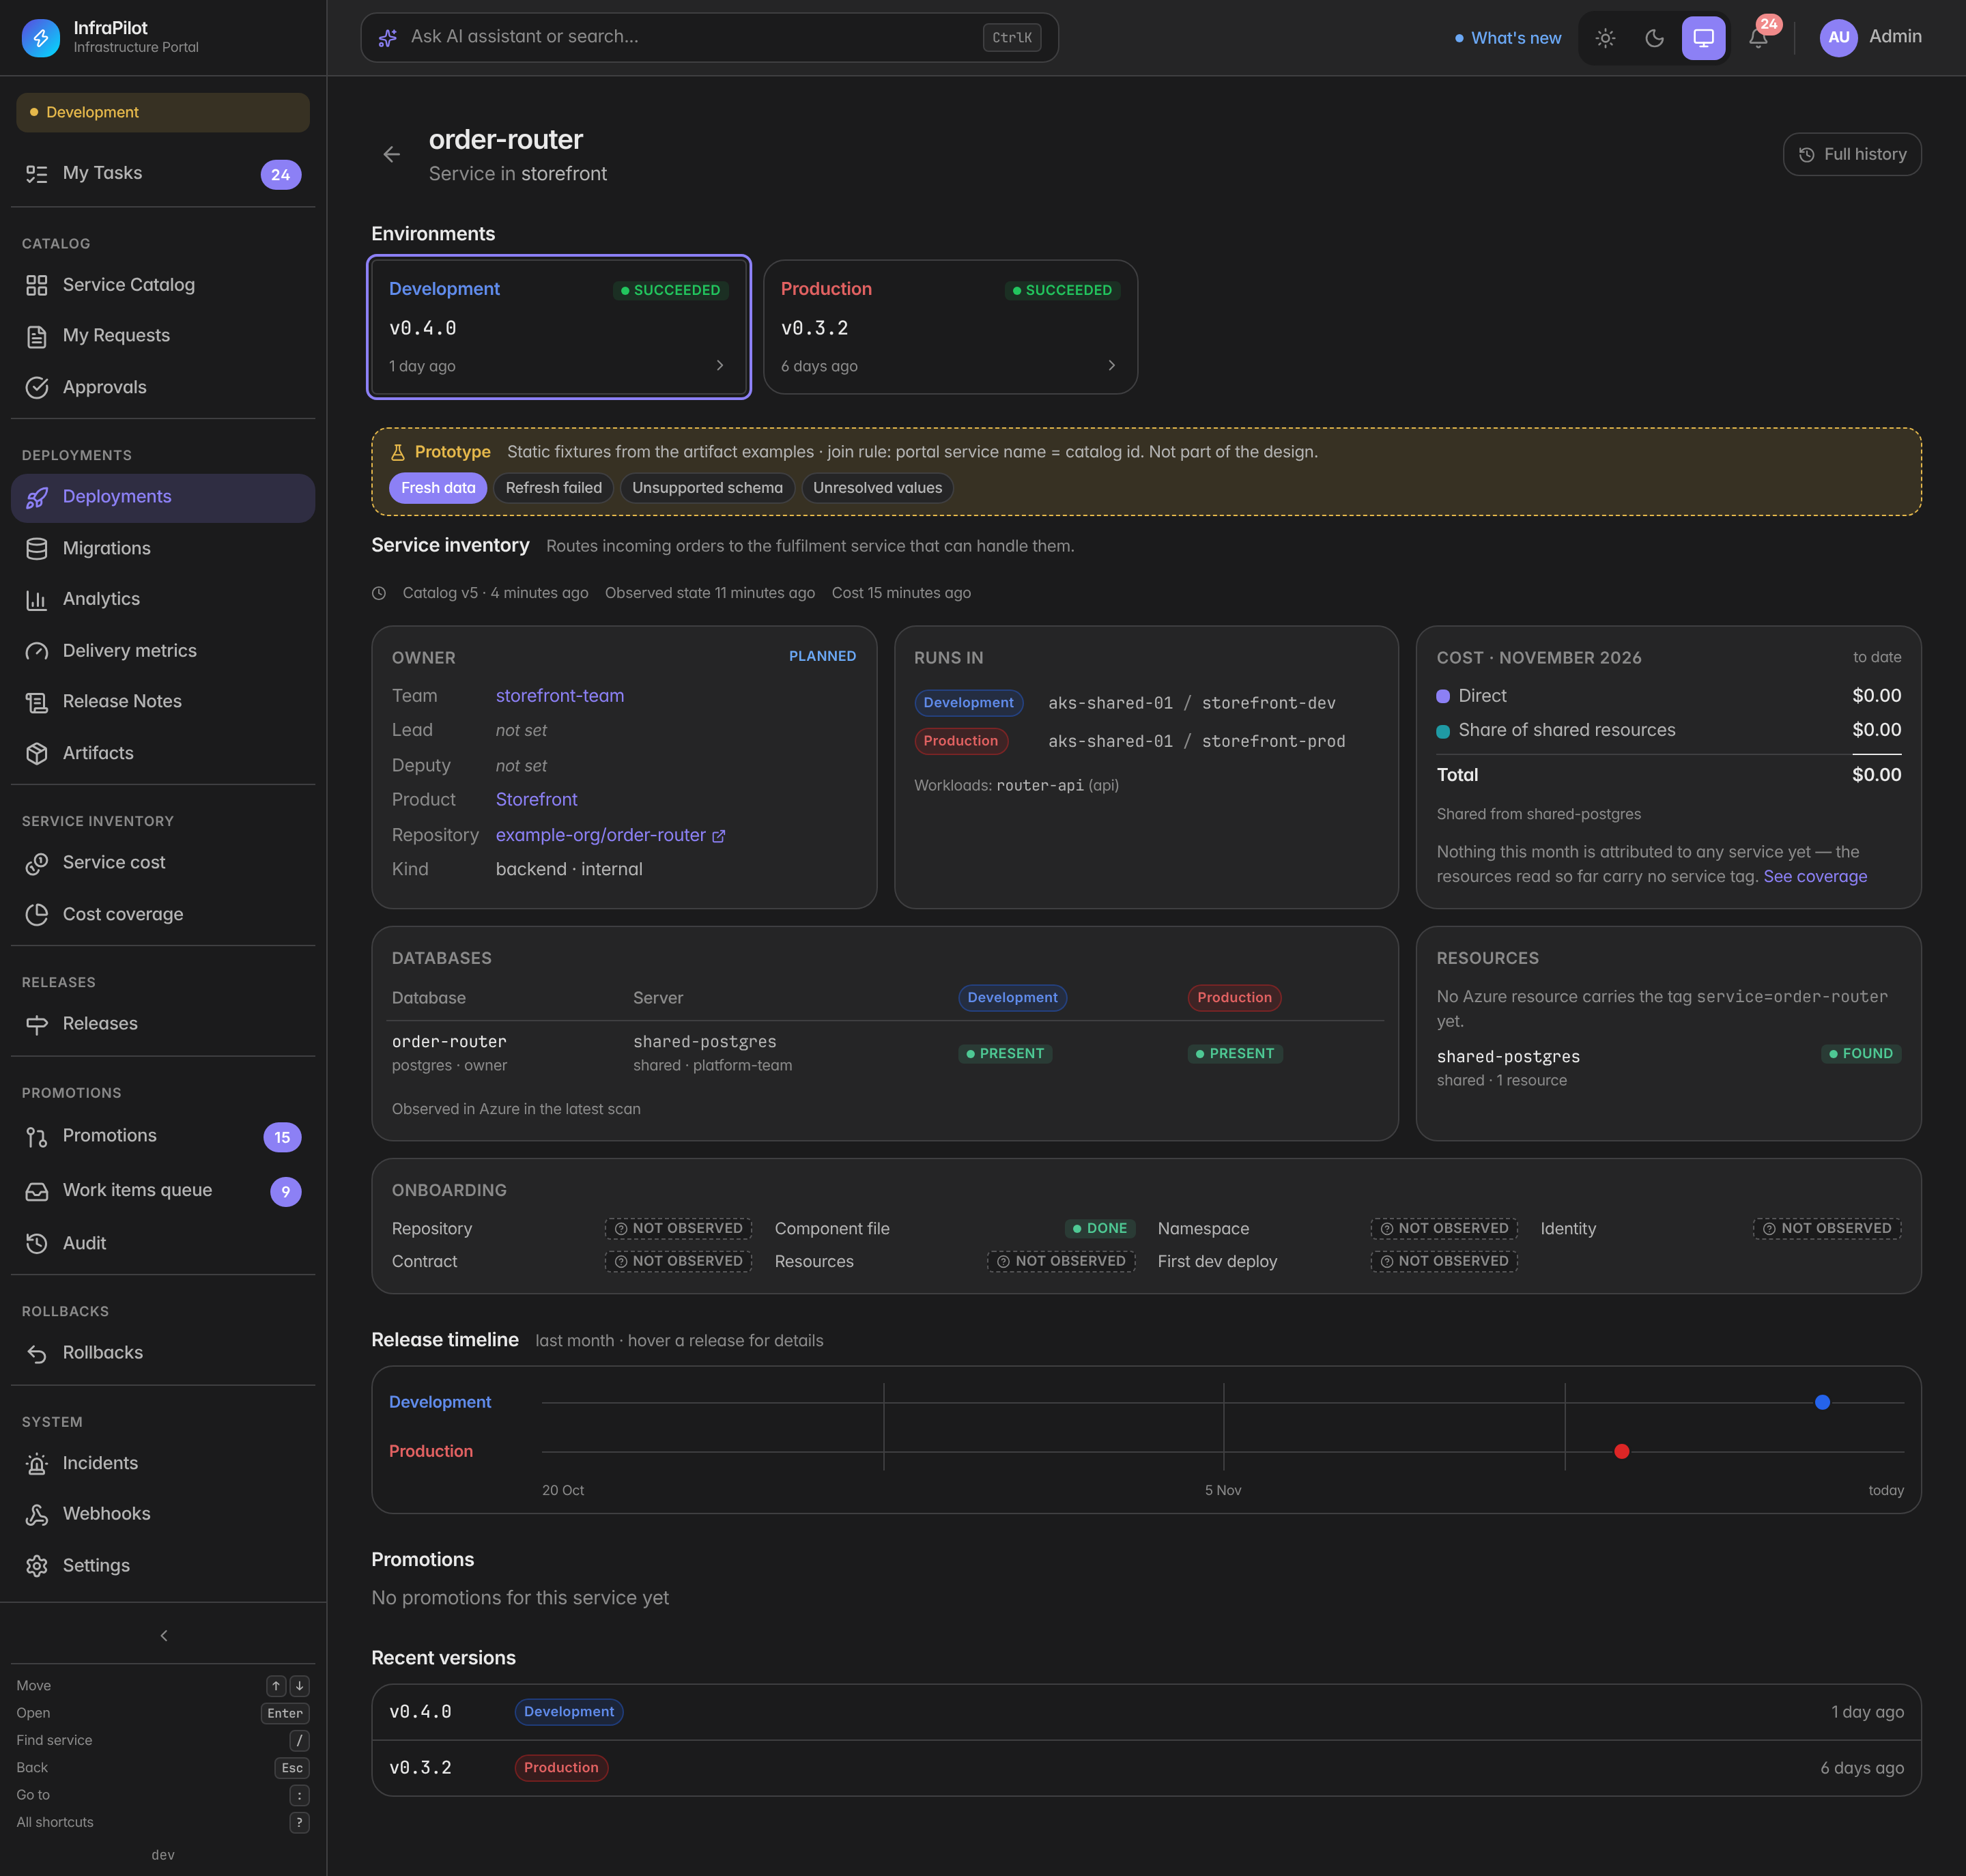 InfraPilot
Infrastructure Portal
Ask AI assistant or search...
CtrlK
What's new
24
AU
Admin
Development
My Tasks
24
CATALOG
Service Catalog
My Requests
Approvals
DEPLOYMENTS
Deployments
Migrations
Analytics
Delivery metrics
Release Notes
Artifacts
SERVICE INVENTORY
Service cost
Cost coverage
RELEASES
Releases
PROMOTIONS
Promotions
15
Work items queue
9
Audit
ROLLBACKS
Rollbacks
SYSTEM
Incidents
Webhooks
Settings
Move ↑ ↓
Open Enter
Find service /
Back Esc
Go to :
All shortcuts ?
dev
order-router
Service in storefront
Full history
Environments
Development SUCCEEDED
v0.4.0
1 day ago
Production SUCCEEDED
v0.3.2
6 days ago
Prototype Static fixtures from the artifact examples · join rule: portal service name = catalog id. Not part of the design.
Fresh data Refresh failed Unsupported schema Unresolved values
Service inventory Routes incoming orders to the fulfilment service that can handle them.
Catalog v5 · 4 minutes ago Observed state 11 minutes ago Cost 15 minutes ago
OWNER PLANNED
Team storefront-team
Lead not set
Deputy not set
Product Storefront
Repository example-org/order-router
Kind backend · internal
RUNS IN
Development aks-shared-01 / storefront-dev
Production aks-shared-01 / storefront-prod
Workloads: router-api (api)
COST · NOVEMBER 2026 to date
Direct $0.00
Share of shared resources $0.00
Total $0.00
Shared from shared-postgres
Nothing this month is attributed to any service yet — the
resources read so far carry no service tag. See coverage
DATABASES
Database Server Development Production
order-router shared-postgres PRESENT PRESENT
postgres · owner shared · platform-team
Observed in Azure in the latest scan
RESOURCES
No Azure resource carries the tag service=order-router
yet.
shared-postgres FOUND
shared · 1 resource
ONBOARDING
Repository NOT OBSERVED Component file DONE Namespace NOT OBSERVED Identity NOT OBSERVED
Contract NOT OBSERVED Resources NOT OBSERVED First dev deploy NOT OBSERVED
Release timeline last month · hover a release for details
Development
Production
20 Oct 5 Nov today
Promotions
No promotions for this service yet
Recent versions
v0.4.0 Development 1 day ago
v0.3.2 Production 6 days ago